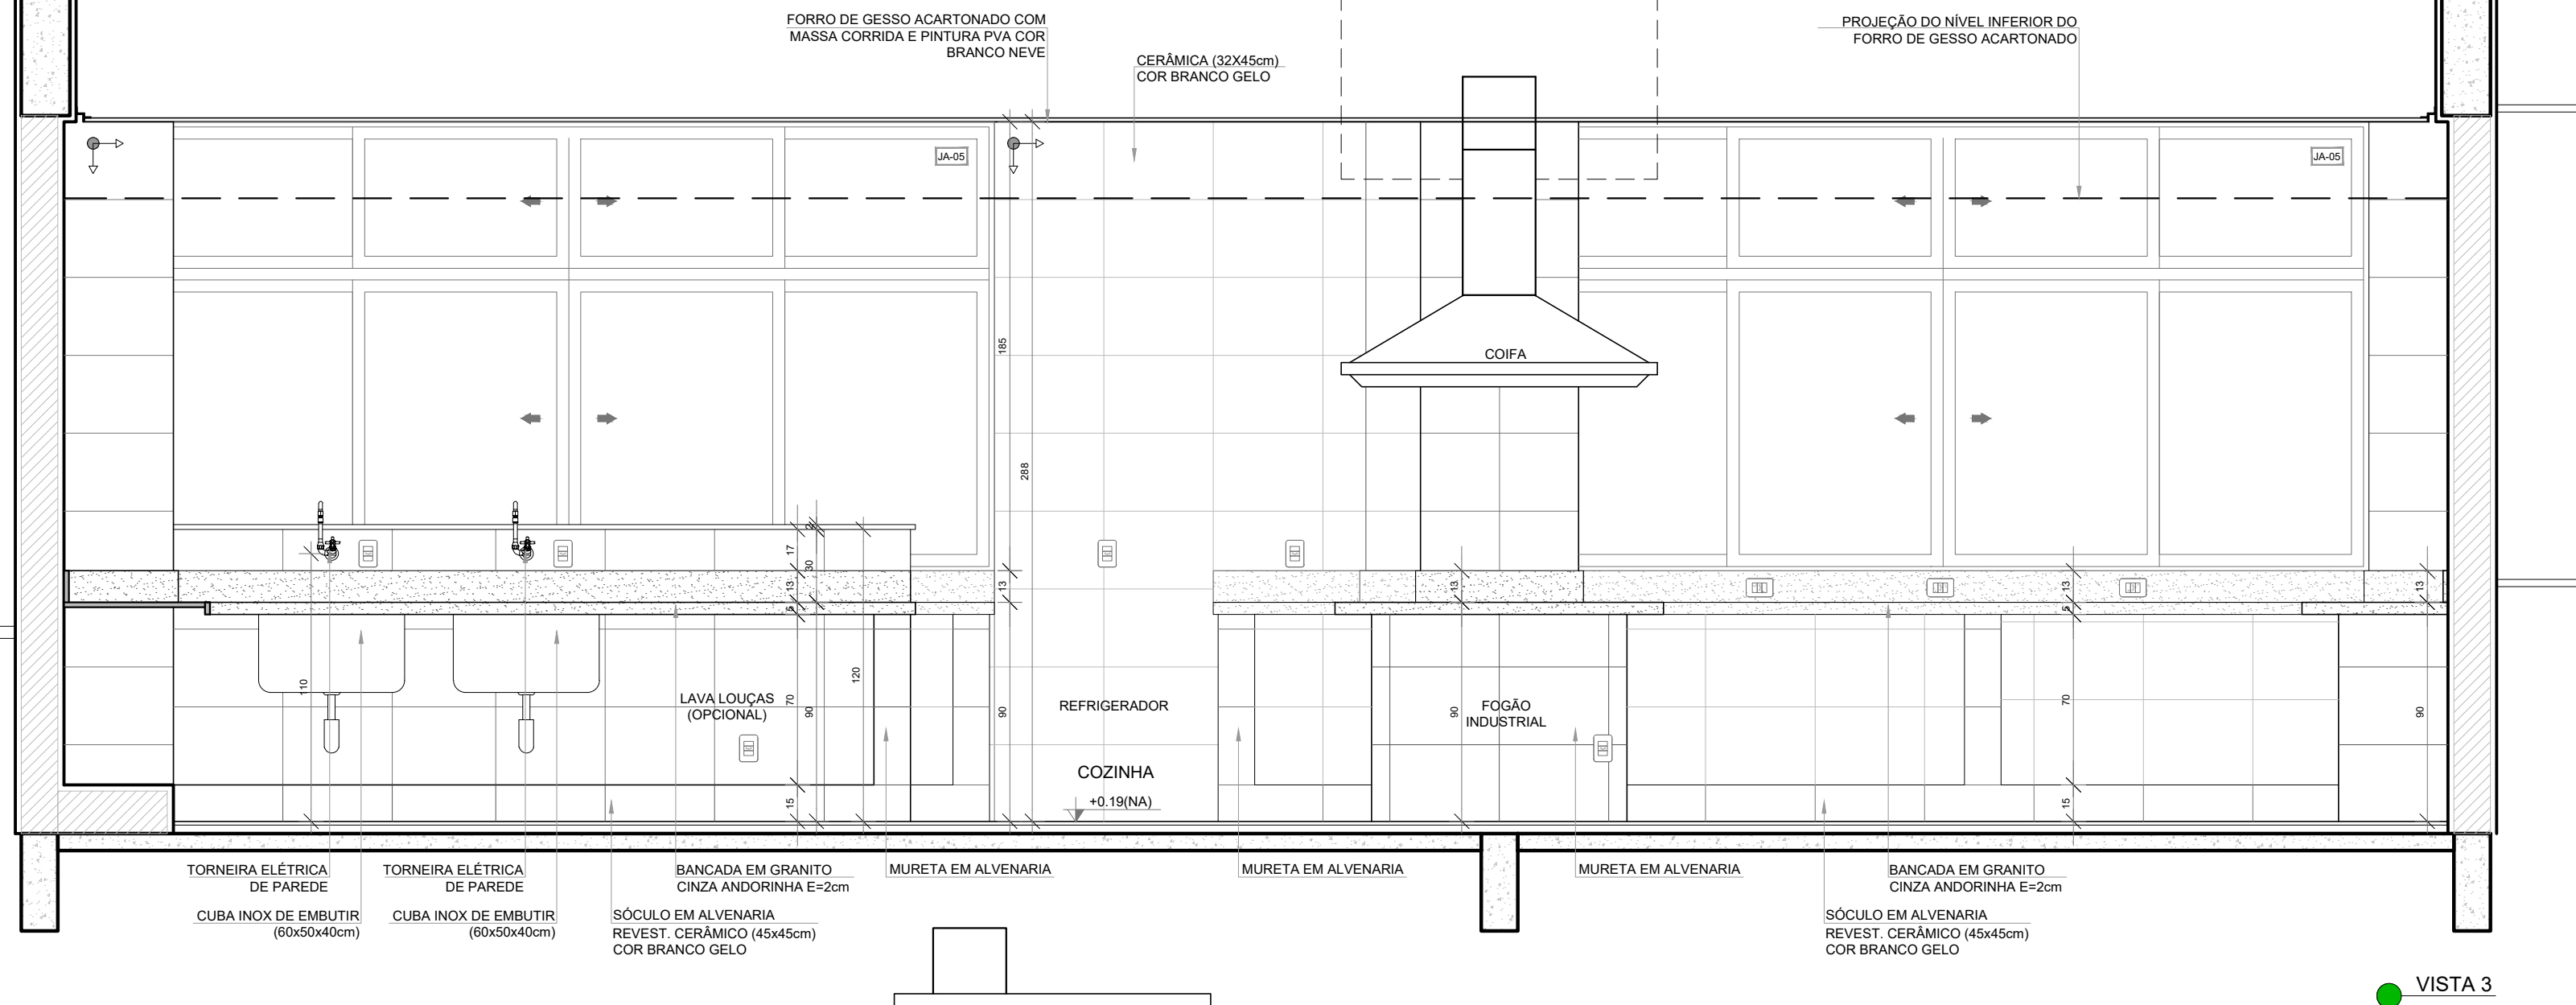 FORRO DE GESSO ACARTONADO COM
MASSA CORRIDA E PINTURA PVA COR
BRANCO NEVE
CERÂMICA (32X45cm)
COR BRANCO GELO
PROJEÇÃO DO NÍVEL INFERIOR DO
FORRO DE GESSO ACARTONADO
JA-05
JA-05
185
COIFA
288
2
17
30
13
5
13
13
13
5
13
110
LAVA LOUÇAS
(OPCIONAL)
70
90
120
90
REFRIGERADOR
90
FOGÃO
INDUSTRIAL
70
90
COZINHA
+0.19(NA)
15
15
TORNEIRA ELÉTRICA
DE PAREDE
TORNEIRA ELÉTRICA
DE PAREDE
BANCADA EM GRANITO
CINZA ANDORINHA E=2cm
MURETA EM ALVENARIA
MURETA EM ALVENARIA
MURETA EM ALVENARIA
BANCADA EM GRANITO
CINZA ANDORINHA E=2cm
CUBA INOX DE EMBUTIR
(60x50x40cm)
CUBA INOX DE EMBUTIR
(60x50x40cm)
SÓCULO EM ALVENARIA
REVEST. CERÂMICO (45x45cm)
COR BRANCO GELO
SÓCULO EM ALVENARIA
REVEST. CERÂMICO (45x45cm)
COR BRANCO GELO
VISTA 3